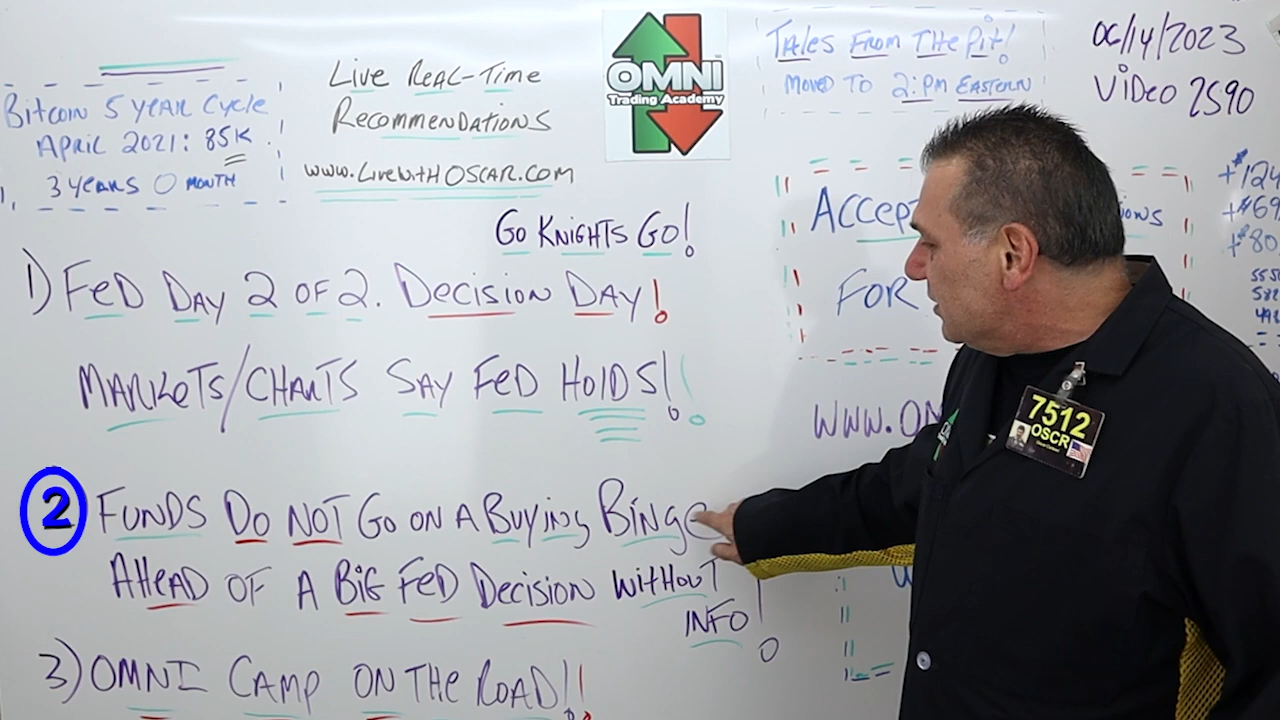 Bitcoin 5 Year Cycle
April 2021: 85K
3 Years 0 Month
Live Real-Time
Recommendations
www.LiveWithOscar.com
OMNI
Trading Academy
Tales From The Pit!
Moved to 2:pm Eastern
06/14/2023
Video 2590
Go Knights Go!
1) Fed Day 2 of 2. Decision Day!
Markets/Charts Say Fed Holds!!
2 Funds Do Not Go on a Buying Binge
Ahead of a Big Fed Decision without
Info!
3) OMNI Camp on the Road!!
For
7512
OSCR